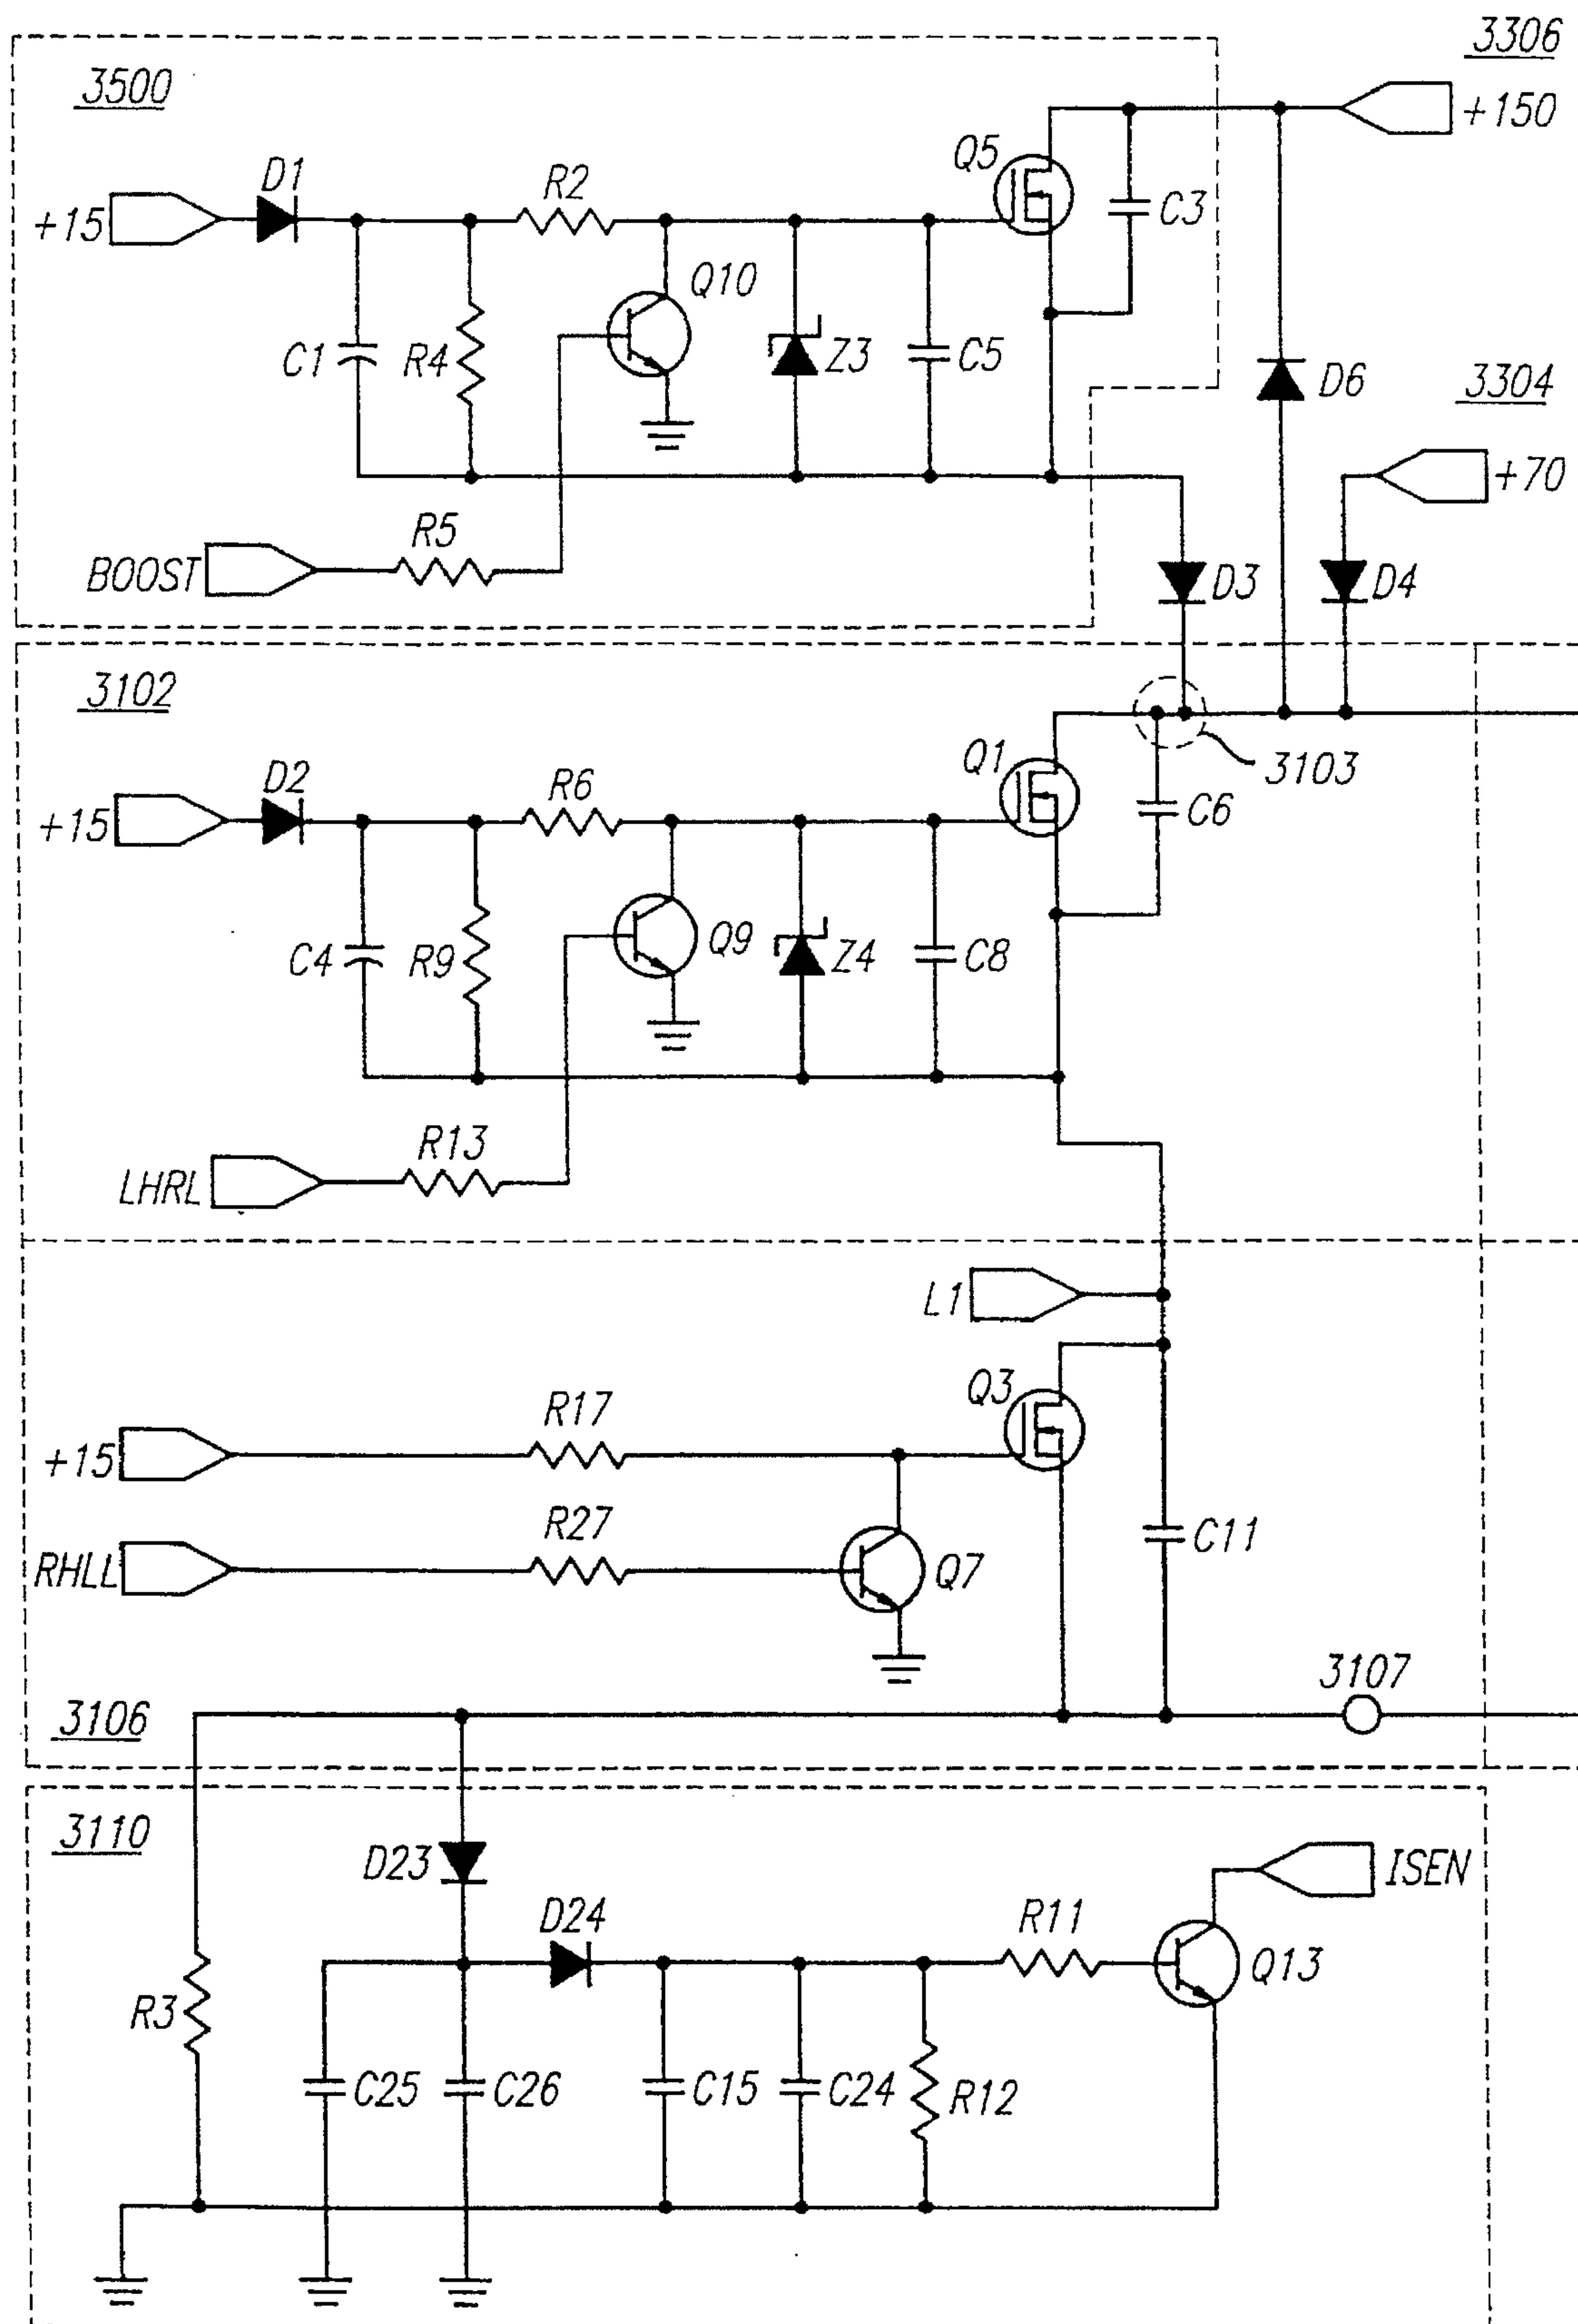 3306
3500
+150
Q5
D1
R2
C3
+15
Q10
C1
R4
Z3
C5
D6
3304
+70
R5
BOOST
D3
D4
3102
3103
Q1
D2
R6
C6
+15
C4
R9
Q9
Z4
C8
R13
LHRL
L1
Q3
R17
+15
R27
C11
RHLL
Q7
3107
3106
3110
D23
ISEN
D24
R11
Q13
R3
C25
C26
C15
C24
R12